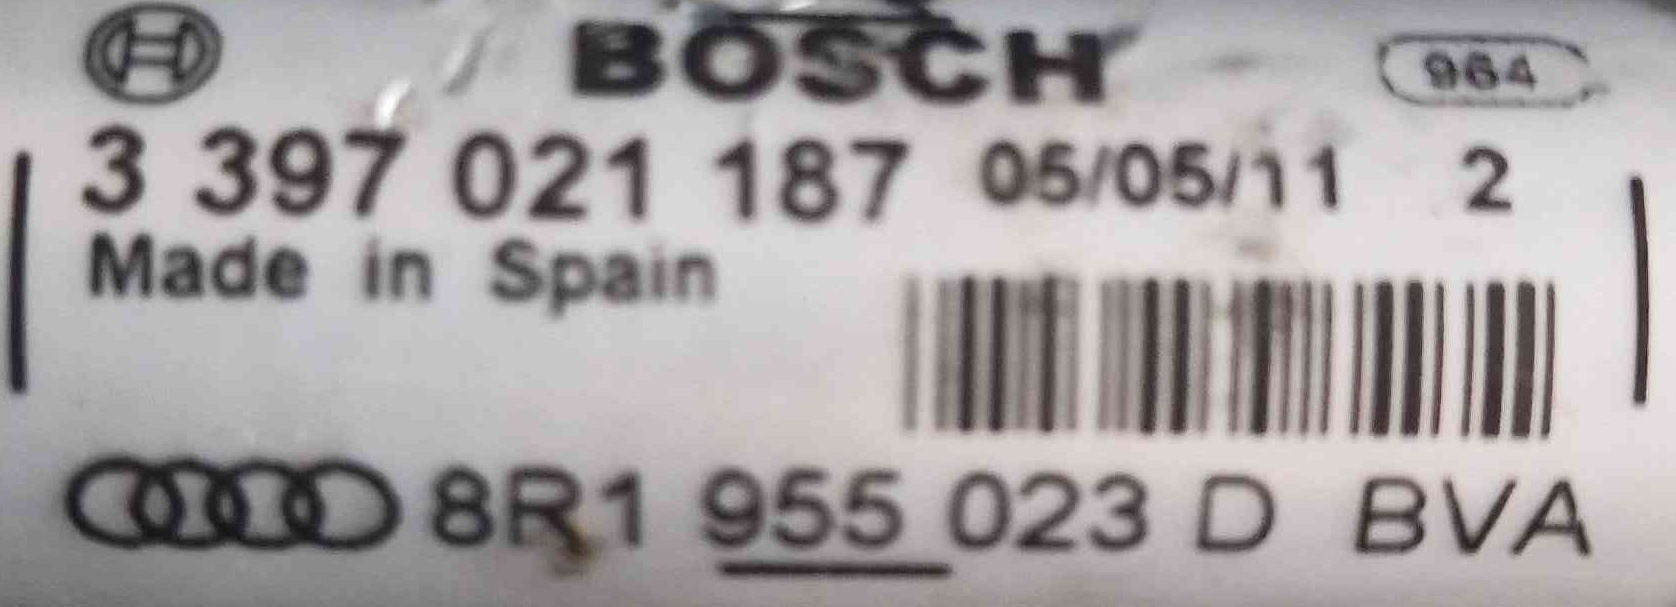 BOSCH 964
3 397 021 187 05/05/11 2
Made in Spain
8R1 955 023 D BVA